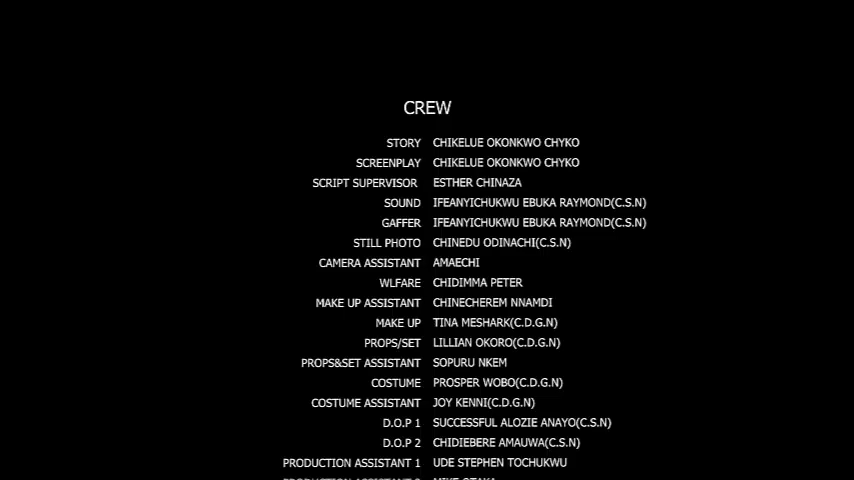 CREW
STORY CHIKELUE OKONKWO CHYKO
SCREENPLAY CHIKELUE OKONKWO CHYKO
SCRIPT SUPERVISOR ESTHER CHINAZA
SOUND IFEANYICHUKWU EBUKA RAYMOND(C.S.N)
GAFFER IFEANYICHUKWU EBUKA RAYMOND(C.S.N)
STILL PHOTO CHINEDU ODINACHI(C.S.N)
CAMERA ASSISTANT AMAECHI
WLFARE CHIDIMMA PETER
MAKE UP ASSISTANT CHINECHEREM NNAMDI
MAKE UP TINA MESHARK(C.D.G.N)
PROPS/SET LILLIAN OKORO(C.D.G.N)
PROPS&SET ASSISTANT SOPURU NKEM
COSTUME PROSPER WOBO(C.D.G.N)
COSTUME ASSISTANT JOY KENNI(C.D.G.N)
D.O.P 1 SUCCESSFUL ALOZIE ANAYO(C.S.N)
D.O.P 2 CHIDIEBERE AMAUWA(C.S.N)
PRODUCTION ASSISTANT 1 UDE STEPHEN TOCHUKWU
PRODUCTION ASSISTANT